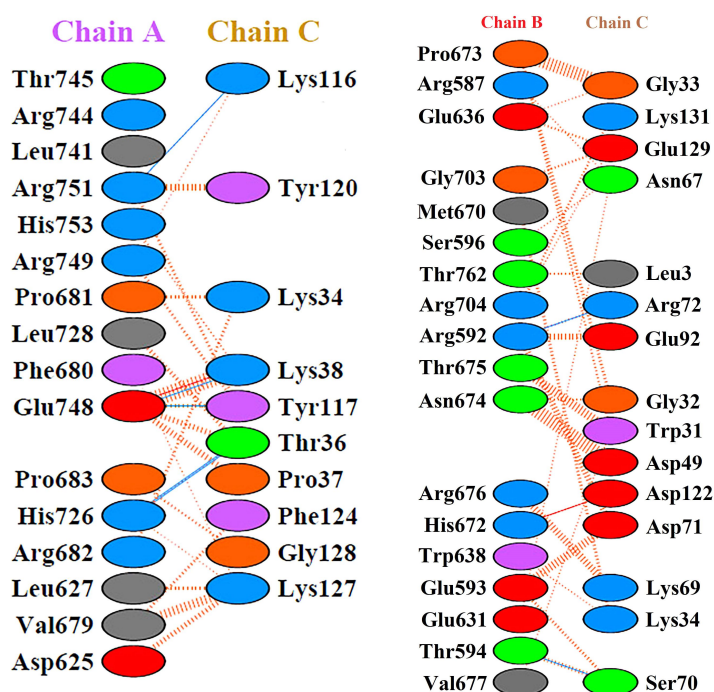 Chain A Chain C
Thr745 Lys116
Arg744
Leu741
Arg751 Tyr120
His753
Arg749
Pro681 Lys34
Leu728
Phe680 Lys38
Glu748 Tyr117
Thr36
Pro683 Pro37
His726 Phe124
Arg682 Gly128
Leu627 Lys127
Val679
Asp625
Chain B Chain C
Pro673
Arg587 Gly33
Glu636 Lys131
Glu129
Gly703 Asn67
Met670
Ser596
Thr762 Leu3
Arg704 Arg72
Arg592 Glu92
Thr675
Asn674 Gly32
Trp31
Asp49
Arg676 Asp122
His672 Asp71
Trp638
Glu593 Lys69
Glu631 Lys34
Thr594
Val677 Ser70